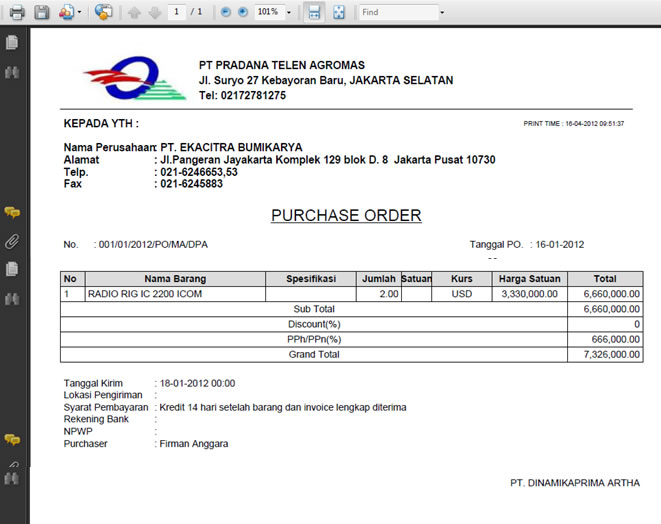 1 / 1 101% Find
PT PRADANA TELEN AGROMAS
Jl. Suryo 27 Kebayoran Baru, JAKARTA SELATAN
Tel: 02172781275
KEPADA YTH :
PRINT TIME : 16-04-2012 09:51:37
Nama Perusahaan: PT. EKACITRA BUMIKARYA
Alamat : Jl.Pangeran Jayakarta Komplek 129 blok D. 8 Jakarta Pusat 10730
Telp. : 021-6246653,53
Fax : 021-6245883
PURCHASE ORDER
No. : 001/01/2012/PO/MA/DPA Tanggal PO. : 16-01-2012
--
No Nama Barang Spesifikasi Jumlah Satuan Kurs Harga Satuan Total
1 RADIO RIG IC 2200 ICOM 2.00 USD 3,330,000.00 6,660,000.00
Sub Total 6,660,000.00
Discount(%) 0
PPh/PPn(%) 666,000.00
Grand Total 7,326,000.00
Tanggal Kirim : 18-01-2012 00:00
Lokasi Pengiriman :
Syarat Pembayaran : Kredit 14 hari setelah barang dan invoice lengkap diterima
Rekening Bank :
NPWP :
Purchaser : Firman Anggara
PT. DINAMIKAPRIMA ARTHA